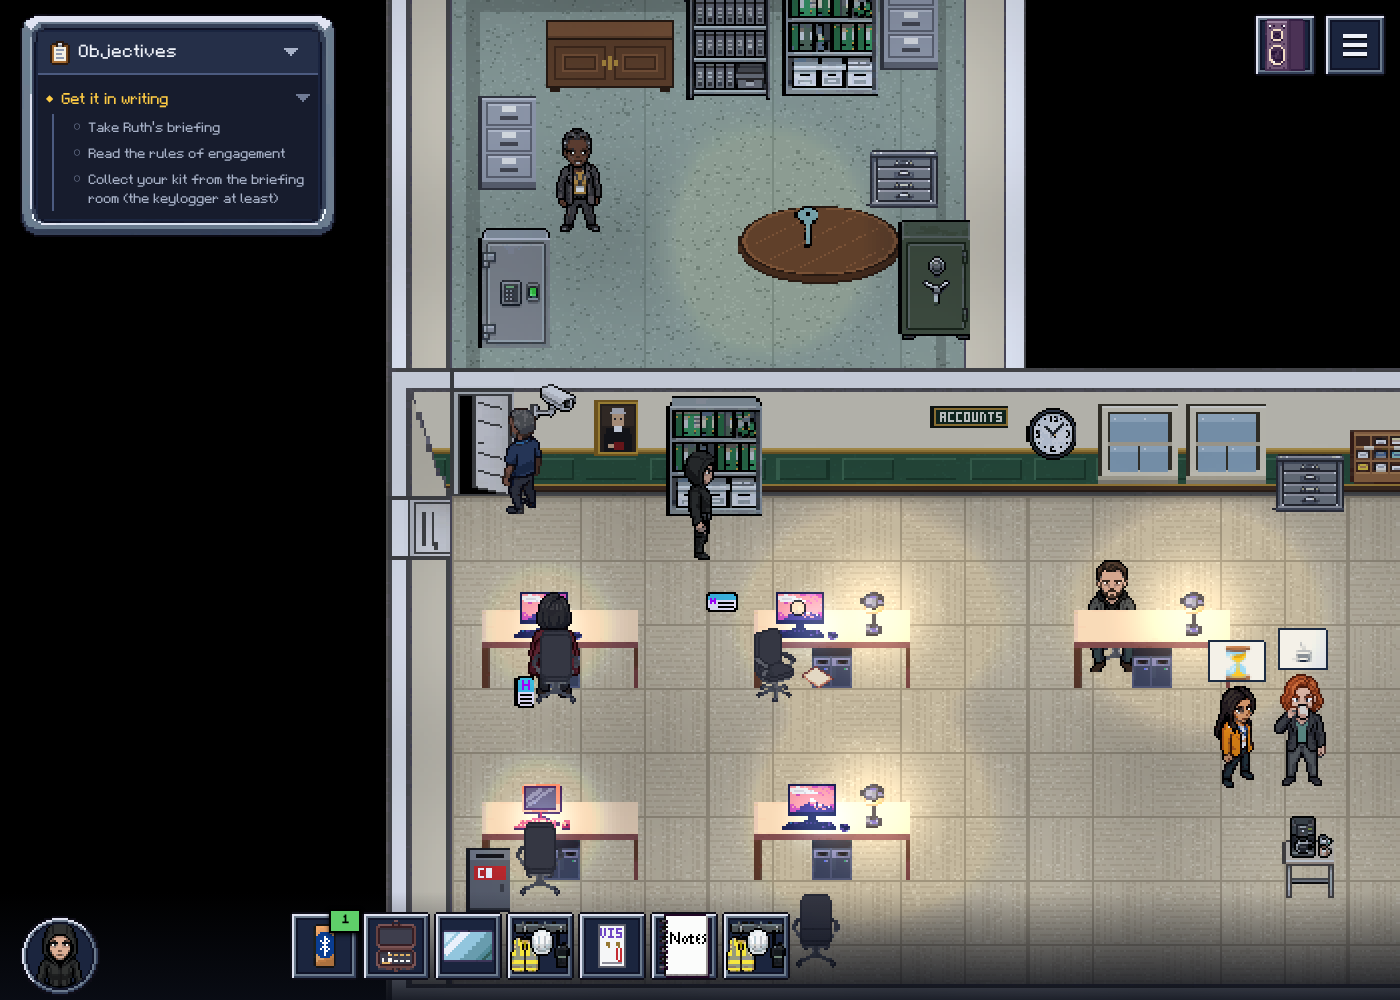 Objectives
Get it in writing
Take Ruth's briefing
Read the rules of engagement
Collect your kit from the briefing
room (the keylogger at least)
ACCOUNTS
12
H
H
1
VIS
Notes